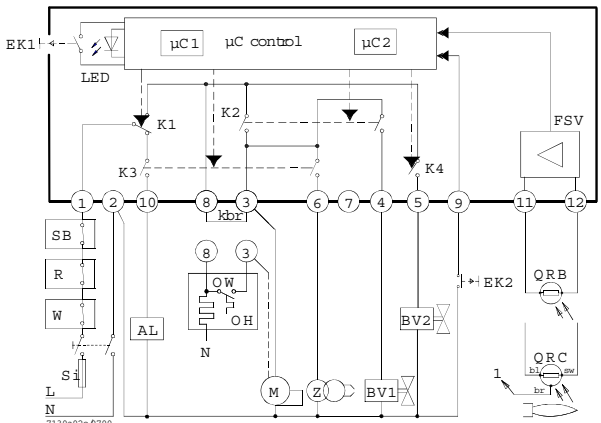 µC1 µC control µC2
EK1
LED
K1 K2
FSV
K3 K4
1 2 10 8 3 6 7 4 5 9 11 12
kbr
SB
8 3
EK2 QRB
R
OW
W
OH
AL
BV2
N
QRC
Si
bl sw
1
br
L
M Z BV1
N